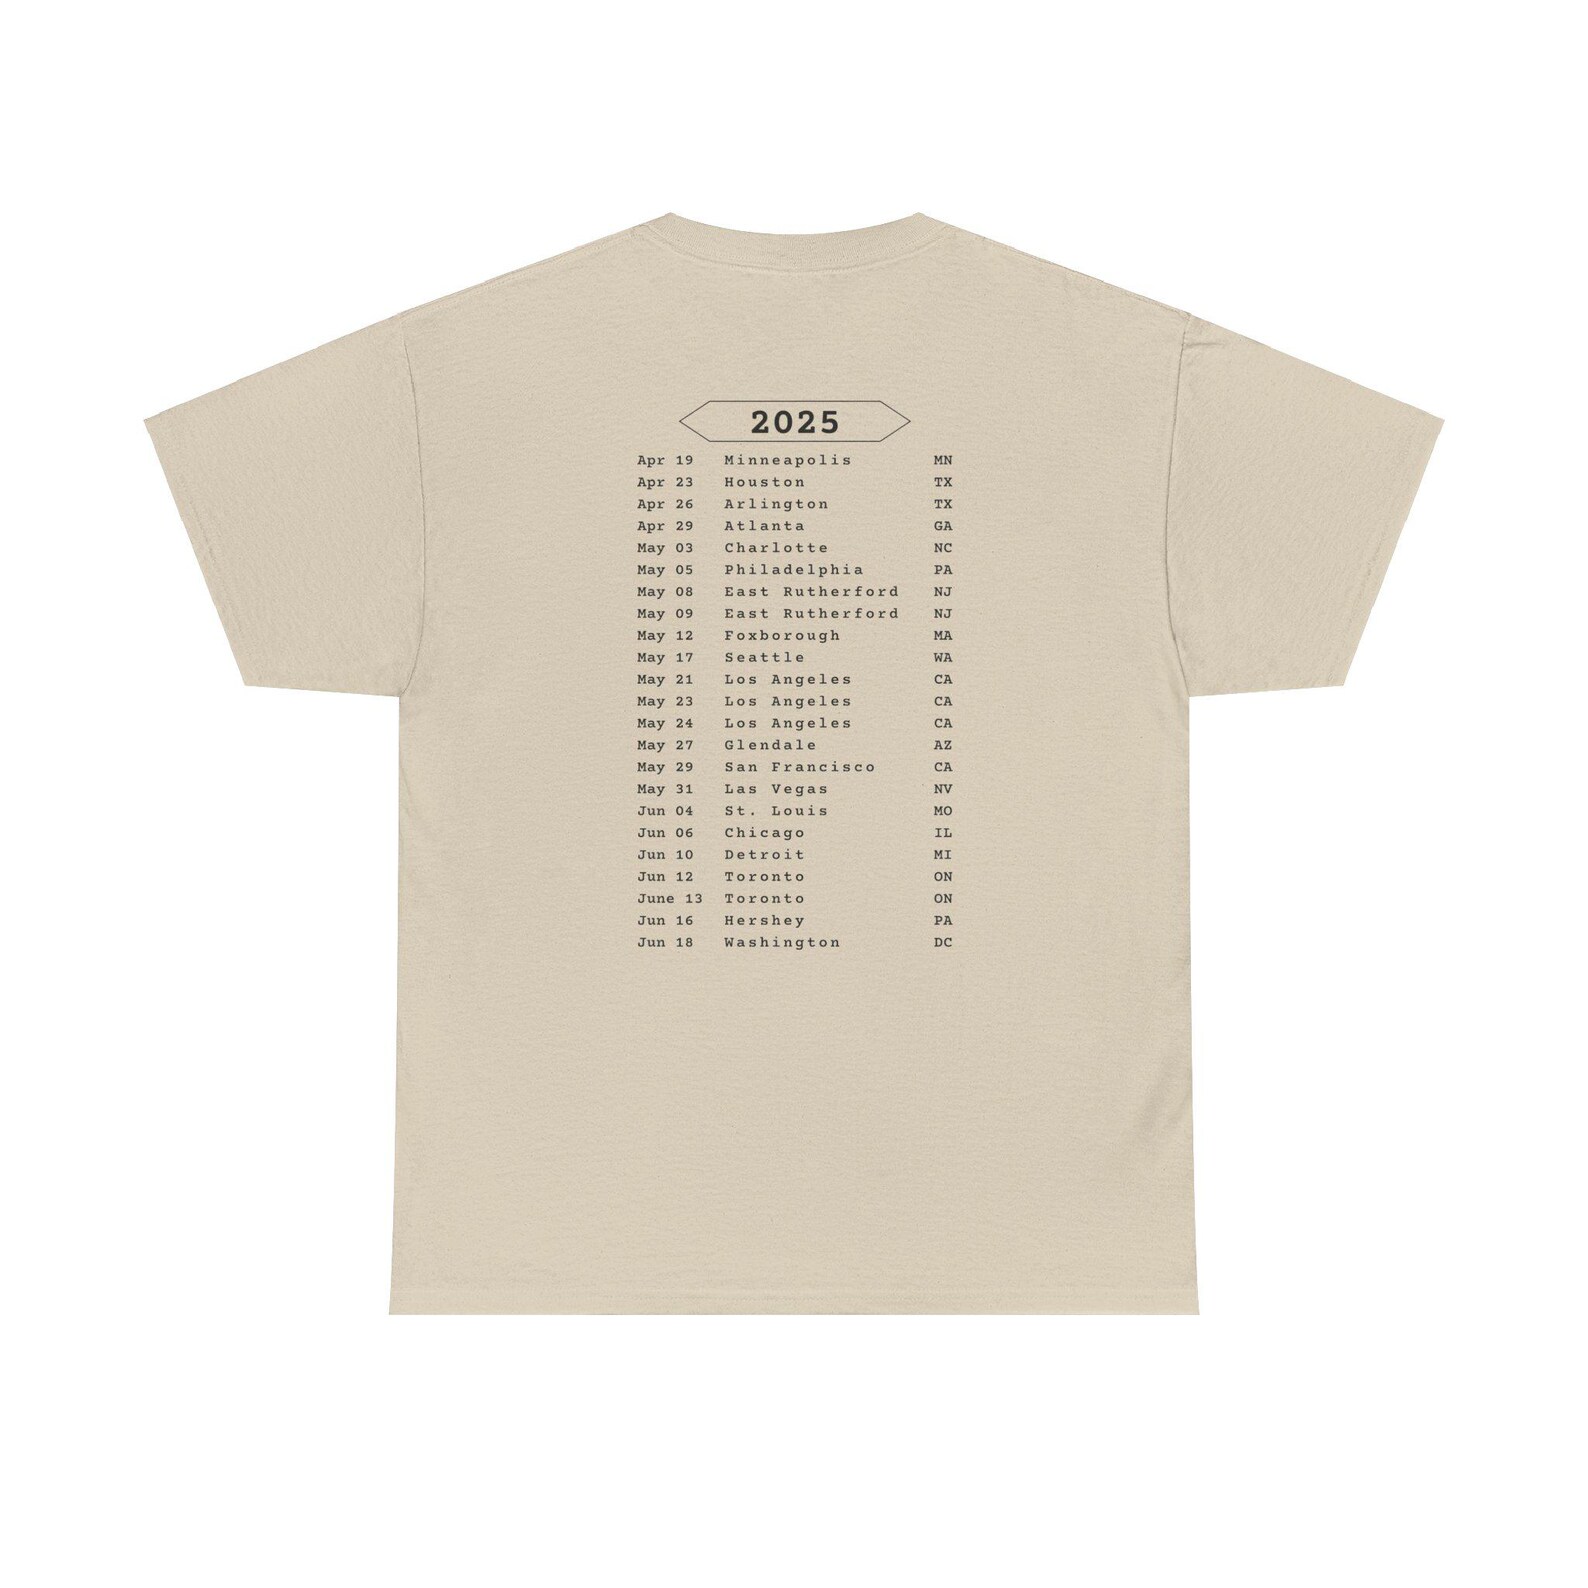 2025
Apr 19 Minneapolis MN
Apr 23 Houston TX
Apr 26 Arlington TX
Apr 29 Atlanta GA
May 03 Charlotte NC
May 05 Philadelphia PA
May 08 East Rutherford NJ
May 09 East Rutherford NJ
May 12 Foxborough MA
May 17 Seattle WA
May 21 Los Angeles CA
May 23 Los Angeles CA
May 24 Los Angeles CA
May 27 Glendale AZ
May 29 San Francisco CA
May 31 Las Vegas NV
Jun 04 St. Louis MO
Jun 06 Chicago IL
Jun 10 Detroit MI
Jun 12 Toronto ON
June 13 Toronto ON
Jun 16 Hershey PA
Jun 18 Washington DC